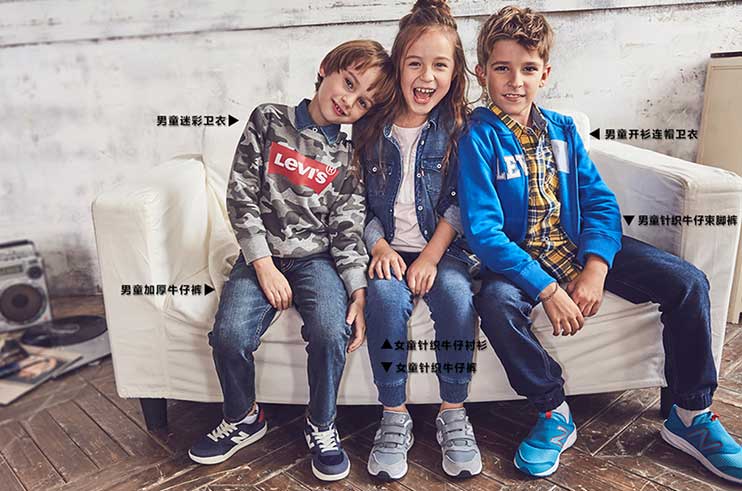 男童迷彩卫衣▶
Levi's®
◀男童开衫连帽卫衣
LE
▼男童针织牛仔束脚裤
男童加厚牛仔裤▶
▲女童针织牛仔衬衫
▼女童针织牛仔裤